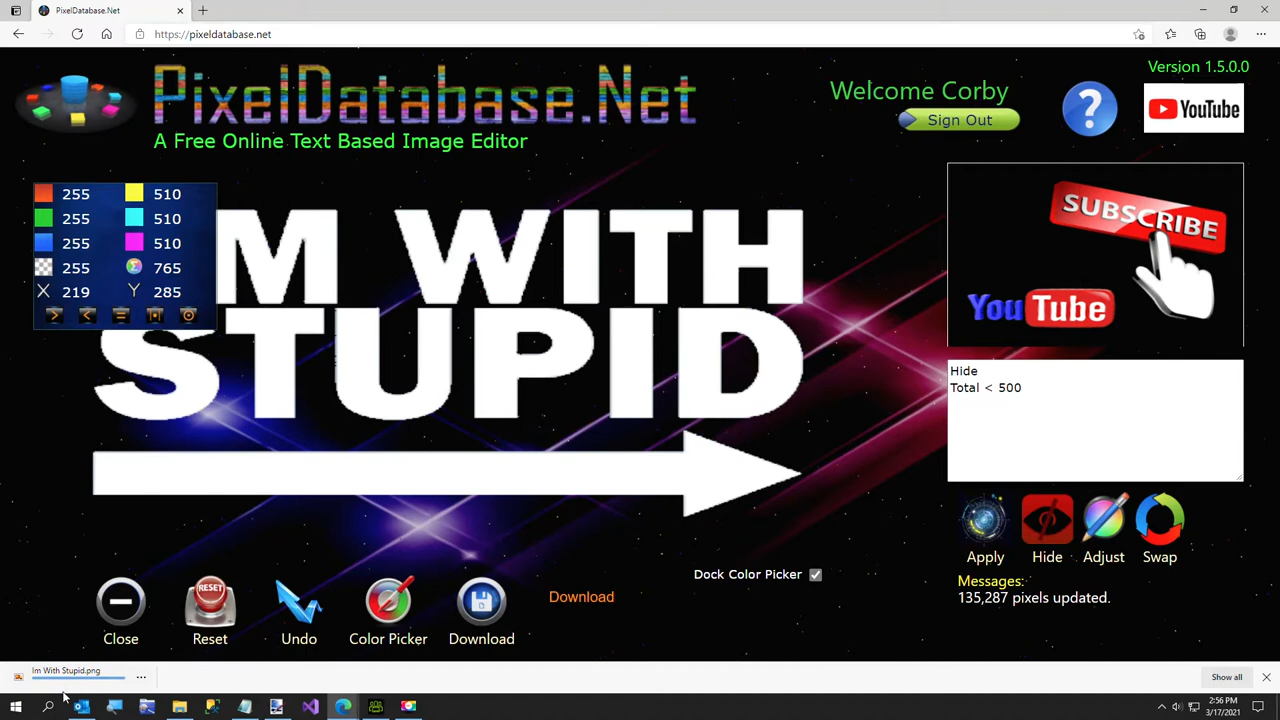 PixelDatabase.Net
https://pixeldatabase.net
PixelDatabase.Net
A Free Online Text Based Image Editor
Welcome Corby
Sign Out
?
Version 1.5.0.0
YouTube
255 510
255 510
255 510
255 765
X 219 Y 285
M WITH
STUPID
SUBSCRIBE
YouTube
Hide
Total < 500
Apply
Hide
Adjust
Swap
Messages:
135,287 pixels updated.
Dock Color Picker
RESET
Close
Reset
Undo
Color Picker
Download
Download
Im With Stupid.png
Show all
2:56 PM
3/17/2021